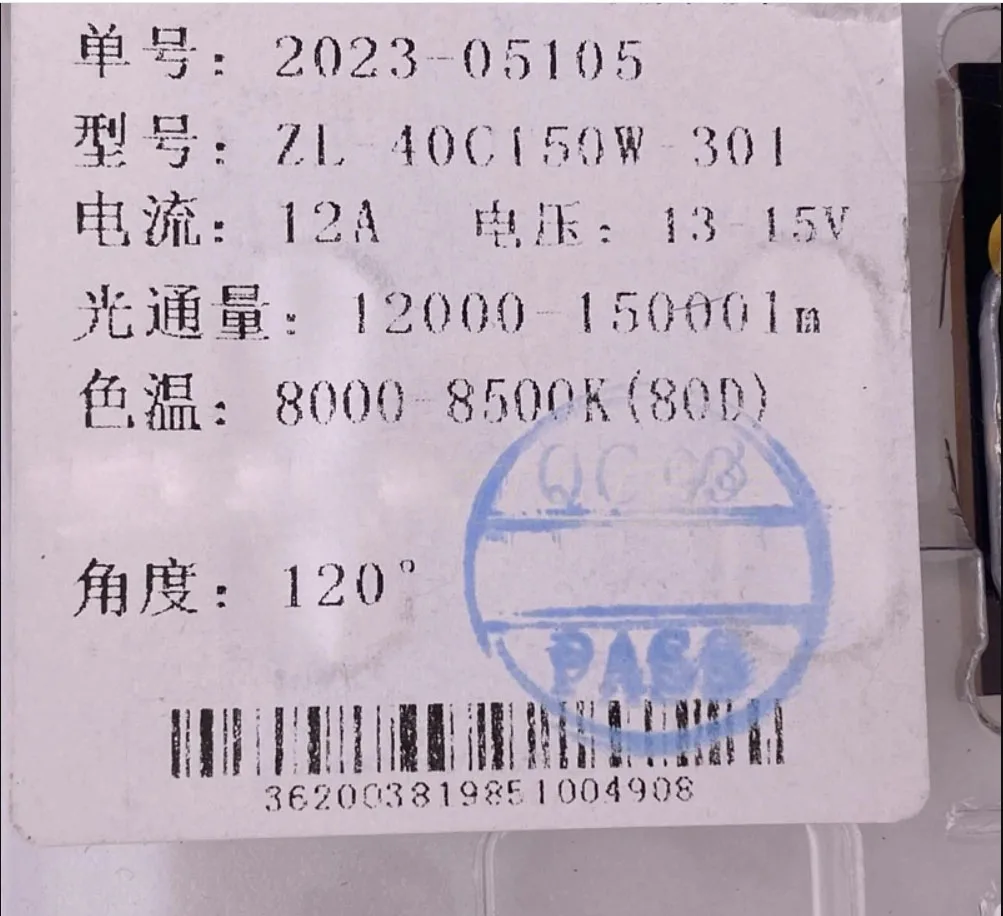 单号: 2023-05105
型号: ZL-40C150W-301
电流: 12A 电压: 13-15V
光通量: 12000-15000lm
色温: 8000-8500K(80D)
QC
角度: 120°
PASS
362003819851004908